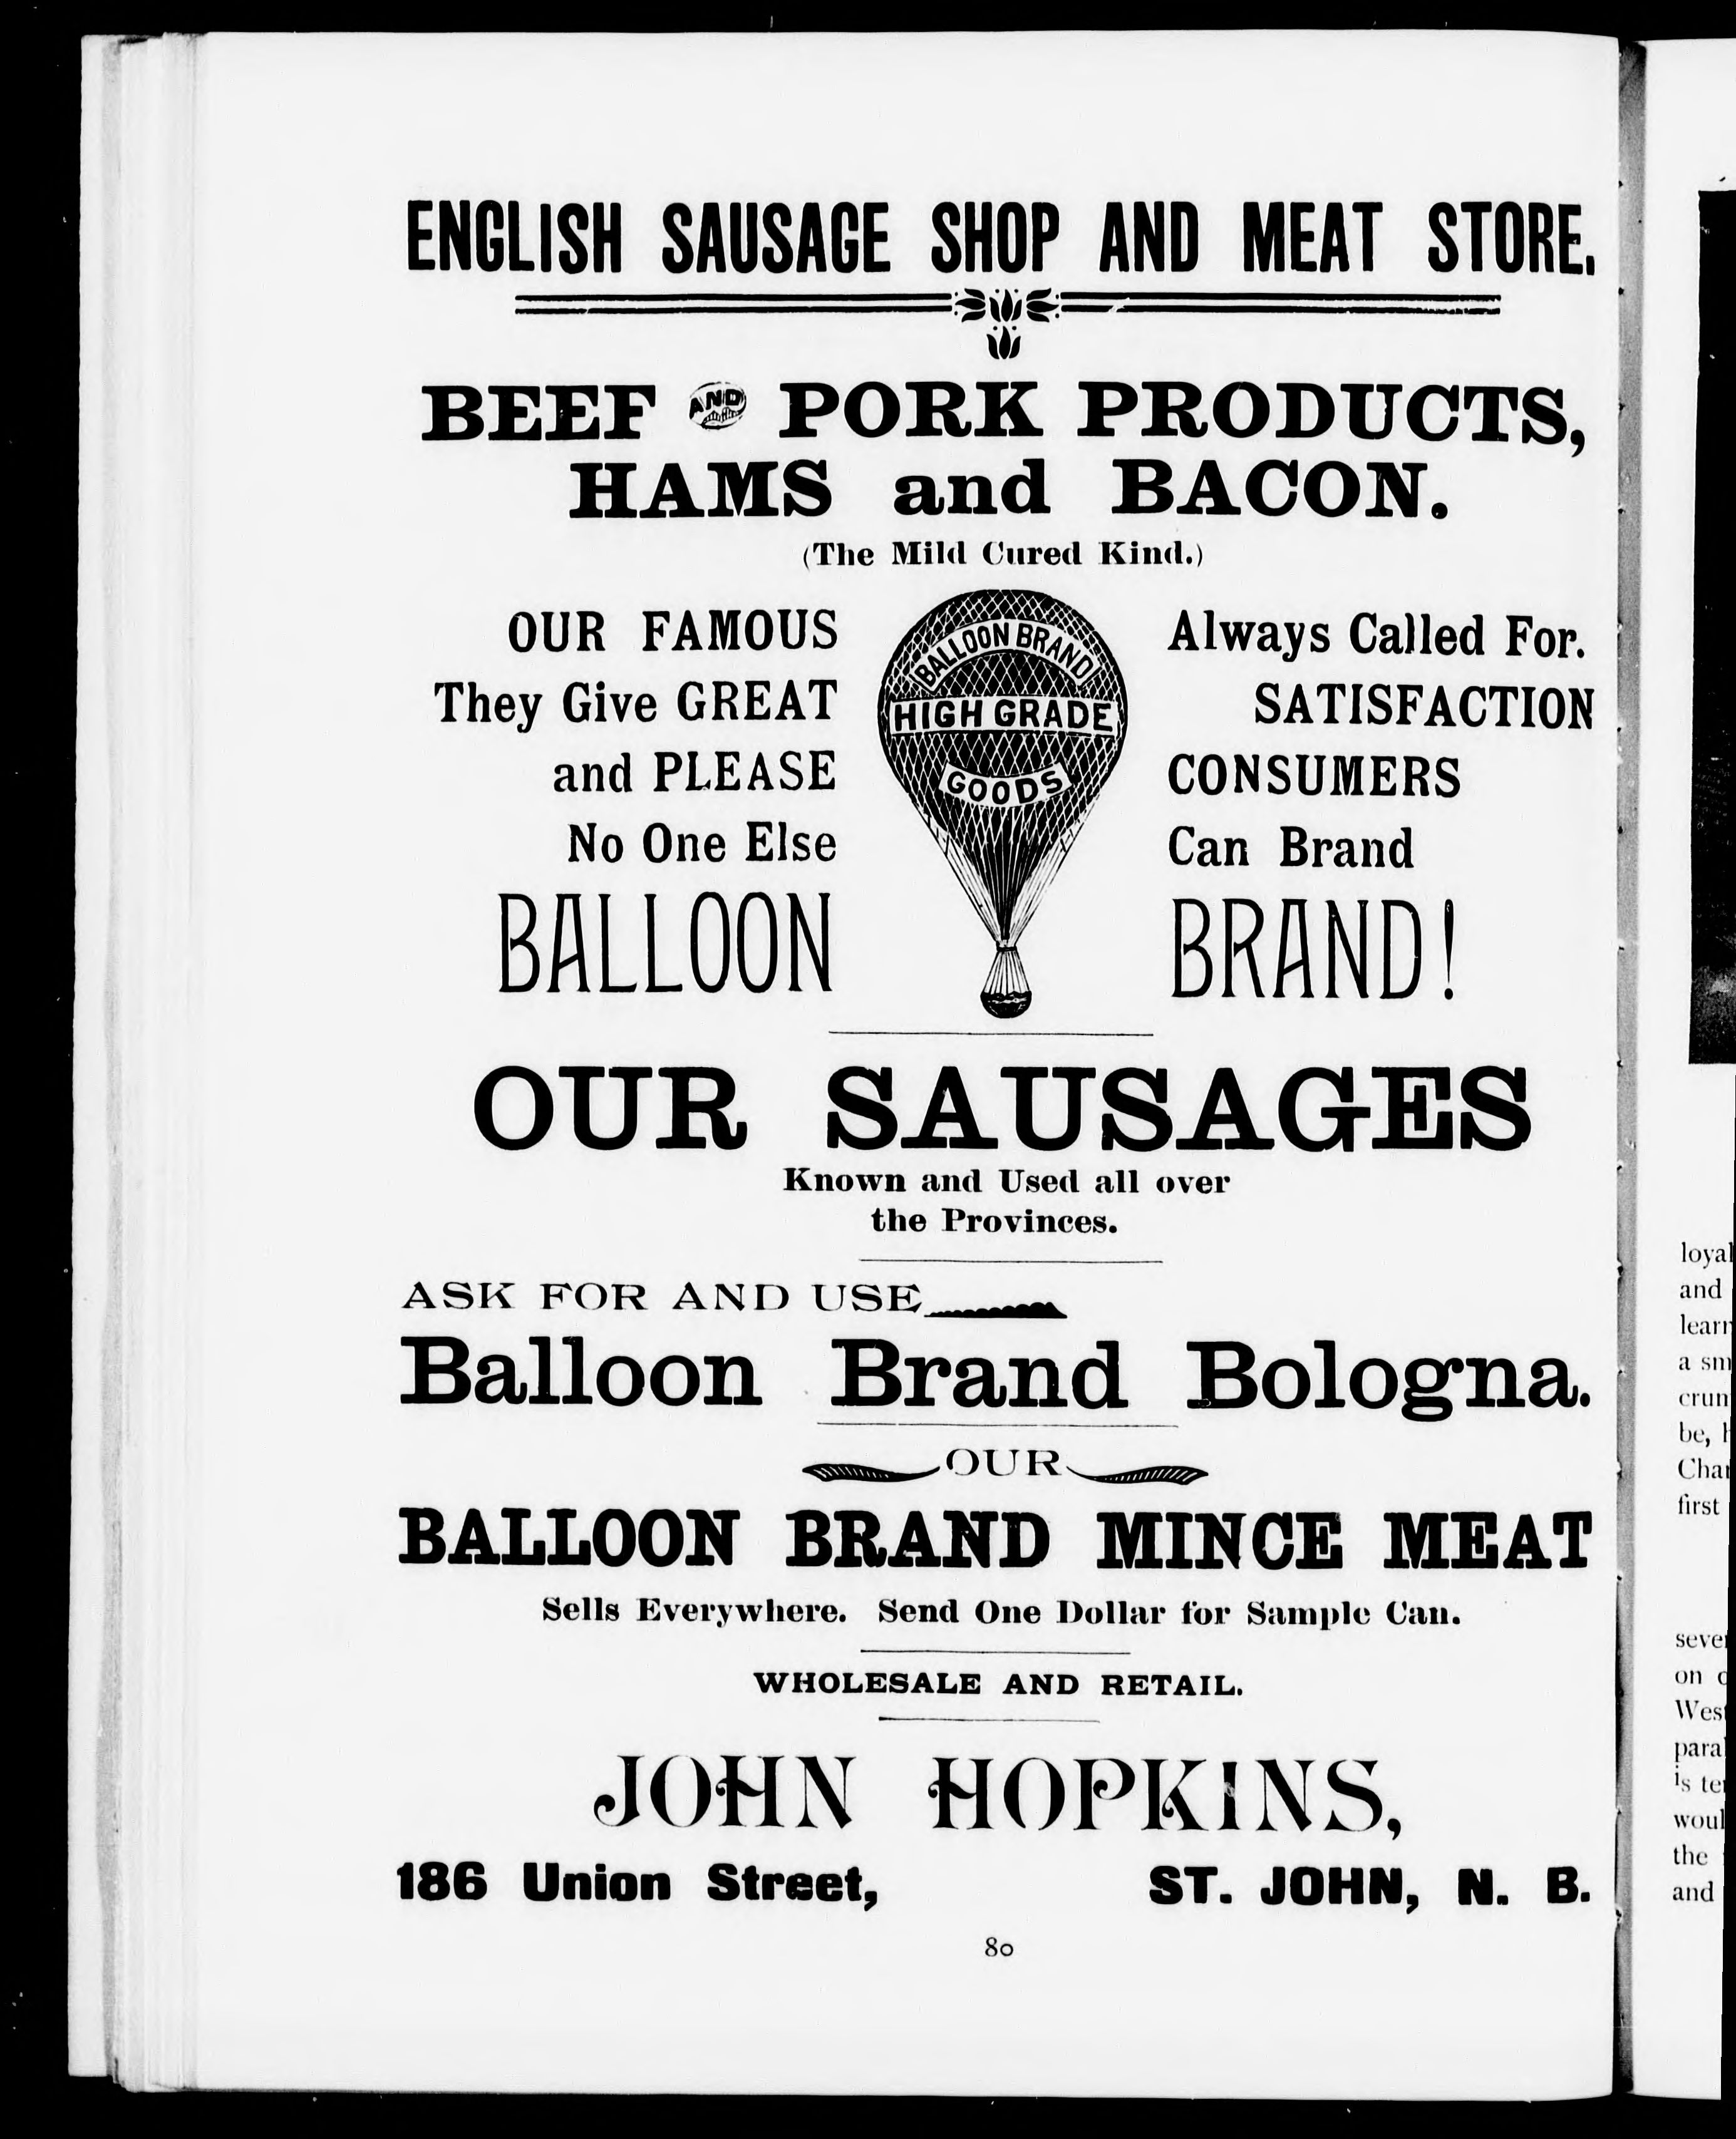 ENGLISH SAUSAGE SHOP AND MEAT STORE.
BEEF AND PORK PRODUCTS,
HAMS and BACON.
(The Mild Cured Kind.)
OUR FAMOUS
They Give GREAT
and PLEASE
No One Else
BALLOON
BALLOON BRAND
HIGH GRADE
GOODS
Always Called For.
SATISFACTION
CONSUMERS
Can Brand
BRAND!
OUR SAUSAGES
Known and Used all over
the Provinces.
ASK FOR AND USE
Balloon Brand Bologna.
OUR
BALLOON BRAND MINCE MEAT
Sells Everywhere. Send One Dollar for Sample Can.
WHOLESALE AND RETAIL.
JOHN HOPKINS,
186 Union Street, ST. JOHN, N. B.
80
and
a
be,
first
on
the
and